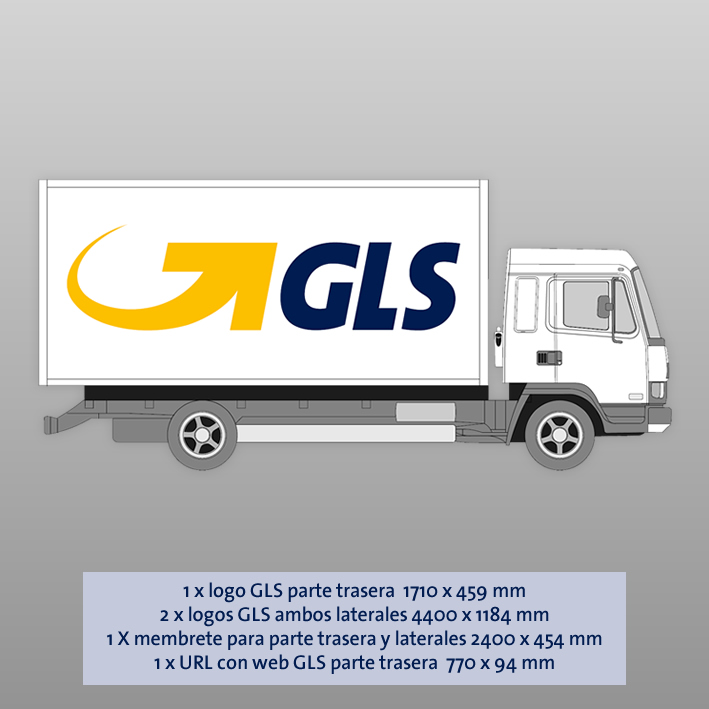 GLS
1 x logo GLS parte trasera 1710 x 459 mm
2 x logos GLS ambos laterales 4400 x 1184 mm
1 X membrete para parte trasera y laterales 2400 x 454 mm
1 x URL con web GLS parte trasera 770 x 94 mm